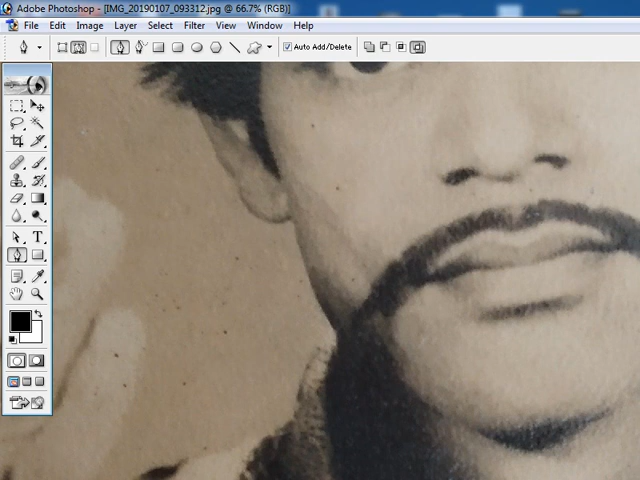 Adobe Photoshop - [IMG_20190107_093312.jpg @ 66.7% (RGB)]
File Edit Image Layer Select Filter View Window Help
Auto Add/Delete
T